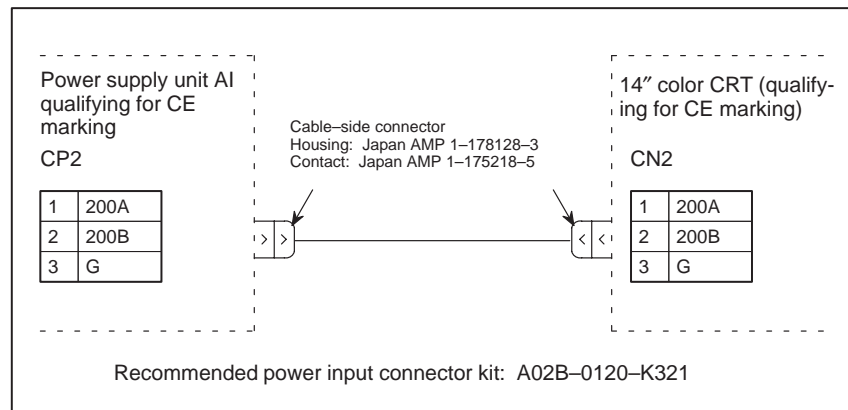 Power supply unit AI
qualifying for CE
marking
CP2
1 200A
2 200B
3 G
Cable–side connector
Housing: Japan AMP 1–178128–3
Contact: Japan AMP 1–175218–5
14″ color CRT (qualify-
ing for CE marking)
CN2
1 200A
2 200B
3 G
Recommended power input connector kit: A02B–0120–K321